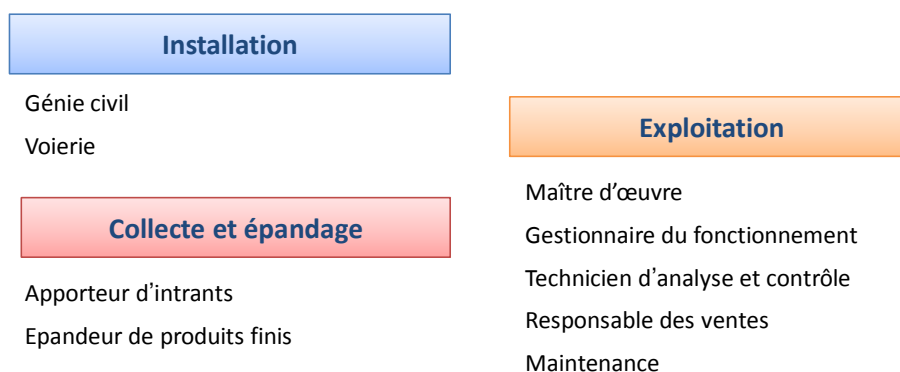 Installation
Génie civil
Voierie
Collecte et épandage
Apporteur d'intrants
Epandeur de produits finis
Exploitation
Maître d'œuvre
Gestionnaire du fonctionnement
Technicien d'analyse et contrôle
Responsable des ventes
Maintenance